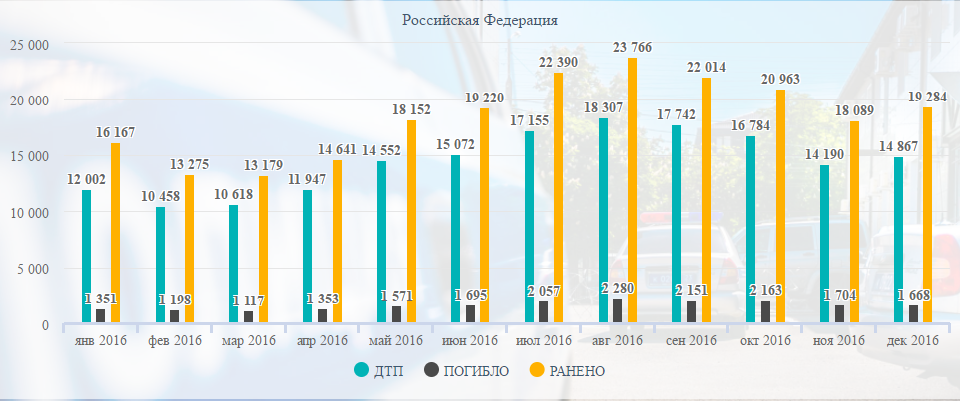 Российская Федерация
25 000
20 000
15 000
10 000
5 000
0
12 002 1 351 16 167
10 458 1 198 13 275
10 618 1 117 13 179
11 947 1 353 14 641
14 552 1 571 18 152
15 072 1 695 19 220
17 155 2 057 22 390
18 307 2 280 23 766
17 742 2 151 22 014
16 784 2 163 20 963
14 190 1 704 18 089
14 867 1 668 19 284
янв 2016 фев 2016 мар 2016 апр 2016 май 2016 июн 2016 июл 2016 авг 2016 сен 2016 окт 2016 ноя 2016 дек 2016
ДТП ПОГИБЛО РАНЕНО